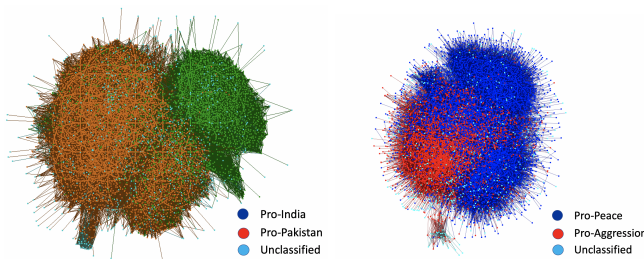 Pro-India
Pro-Pakistan
Unclassified
Pro-Peace
Pro-Aggression
Unclassified